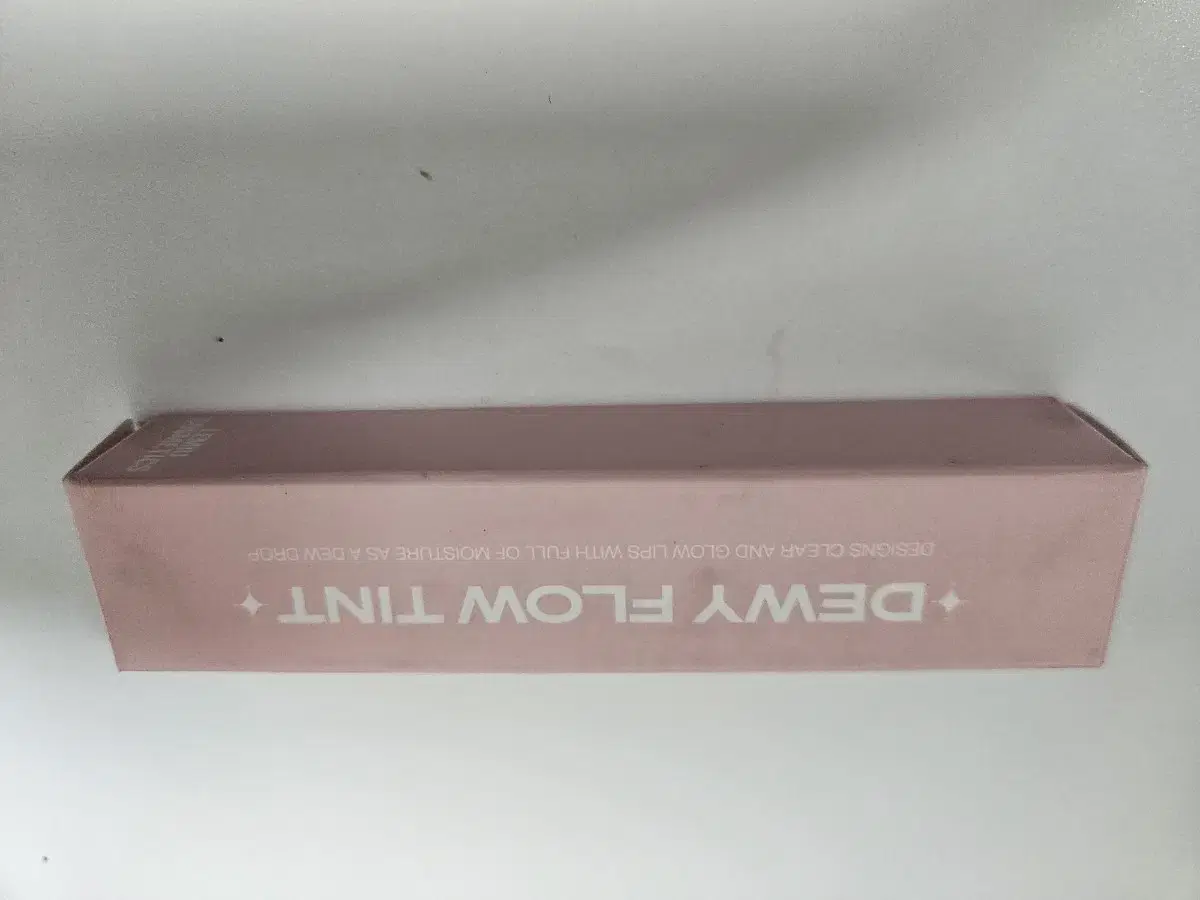 ✦ DEWY FLOW TINT ✦
DESIGNS CLEAR AND GLOW LIPS WITH FULL OF MOISTURE AS A DEW DROP